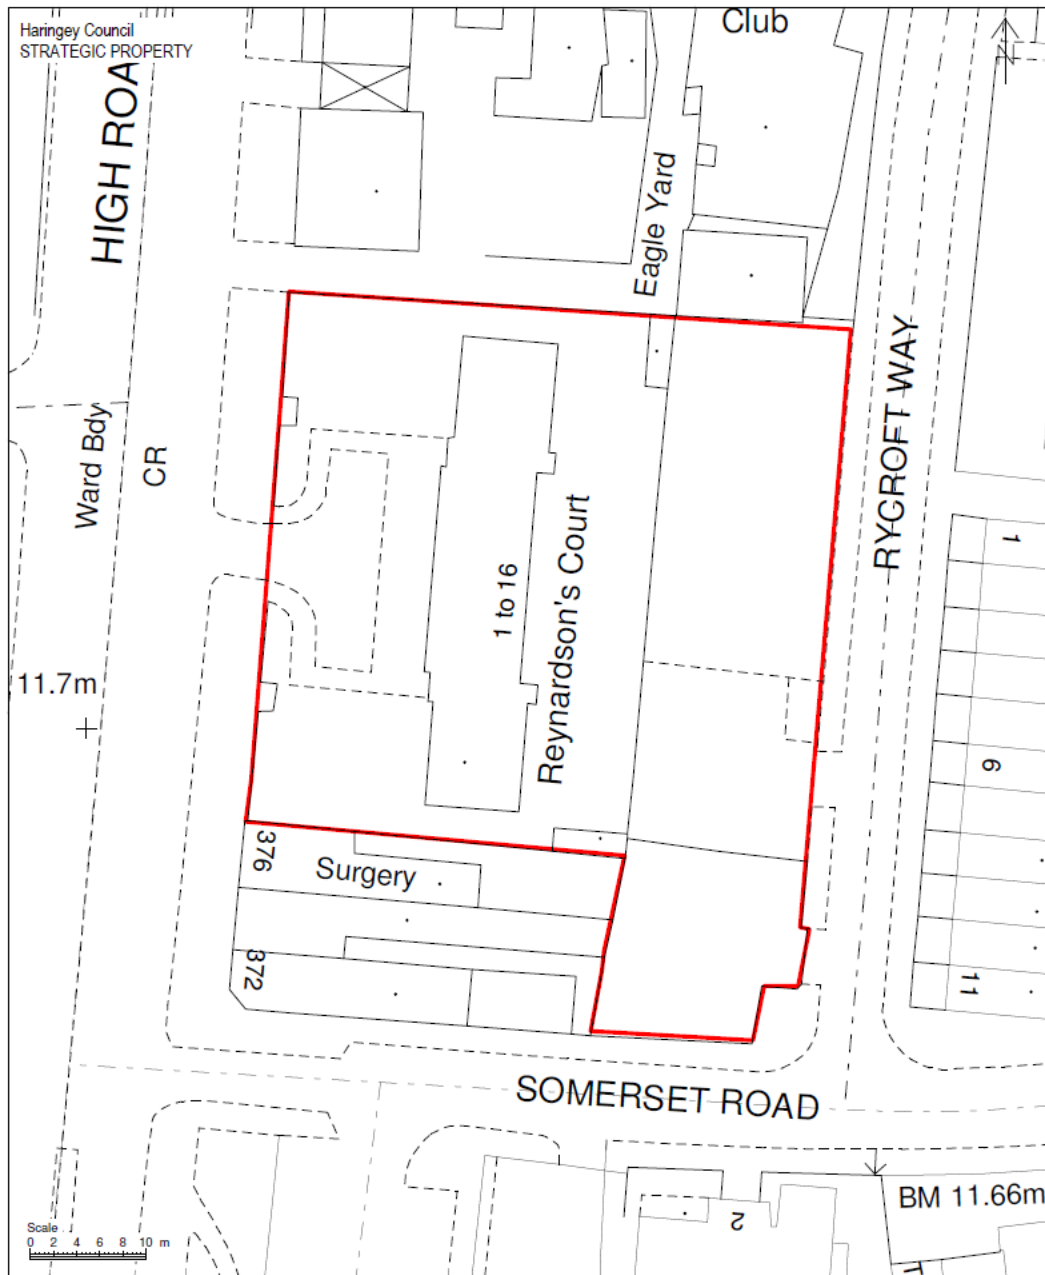 Haringey Council
STRATEGIC PROPERTY
Club
N
HIGH ROA
Eagle Yard
RYCROFT WAY
Ward Bdy
CR
1
1 to 16
Reynardson's Court
11.7m
6
376
Surgery
372
11
SOMERSET ROAD
BM 11.66m
2
Scale
0 2 4 6 8 10 m